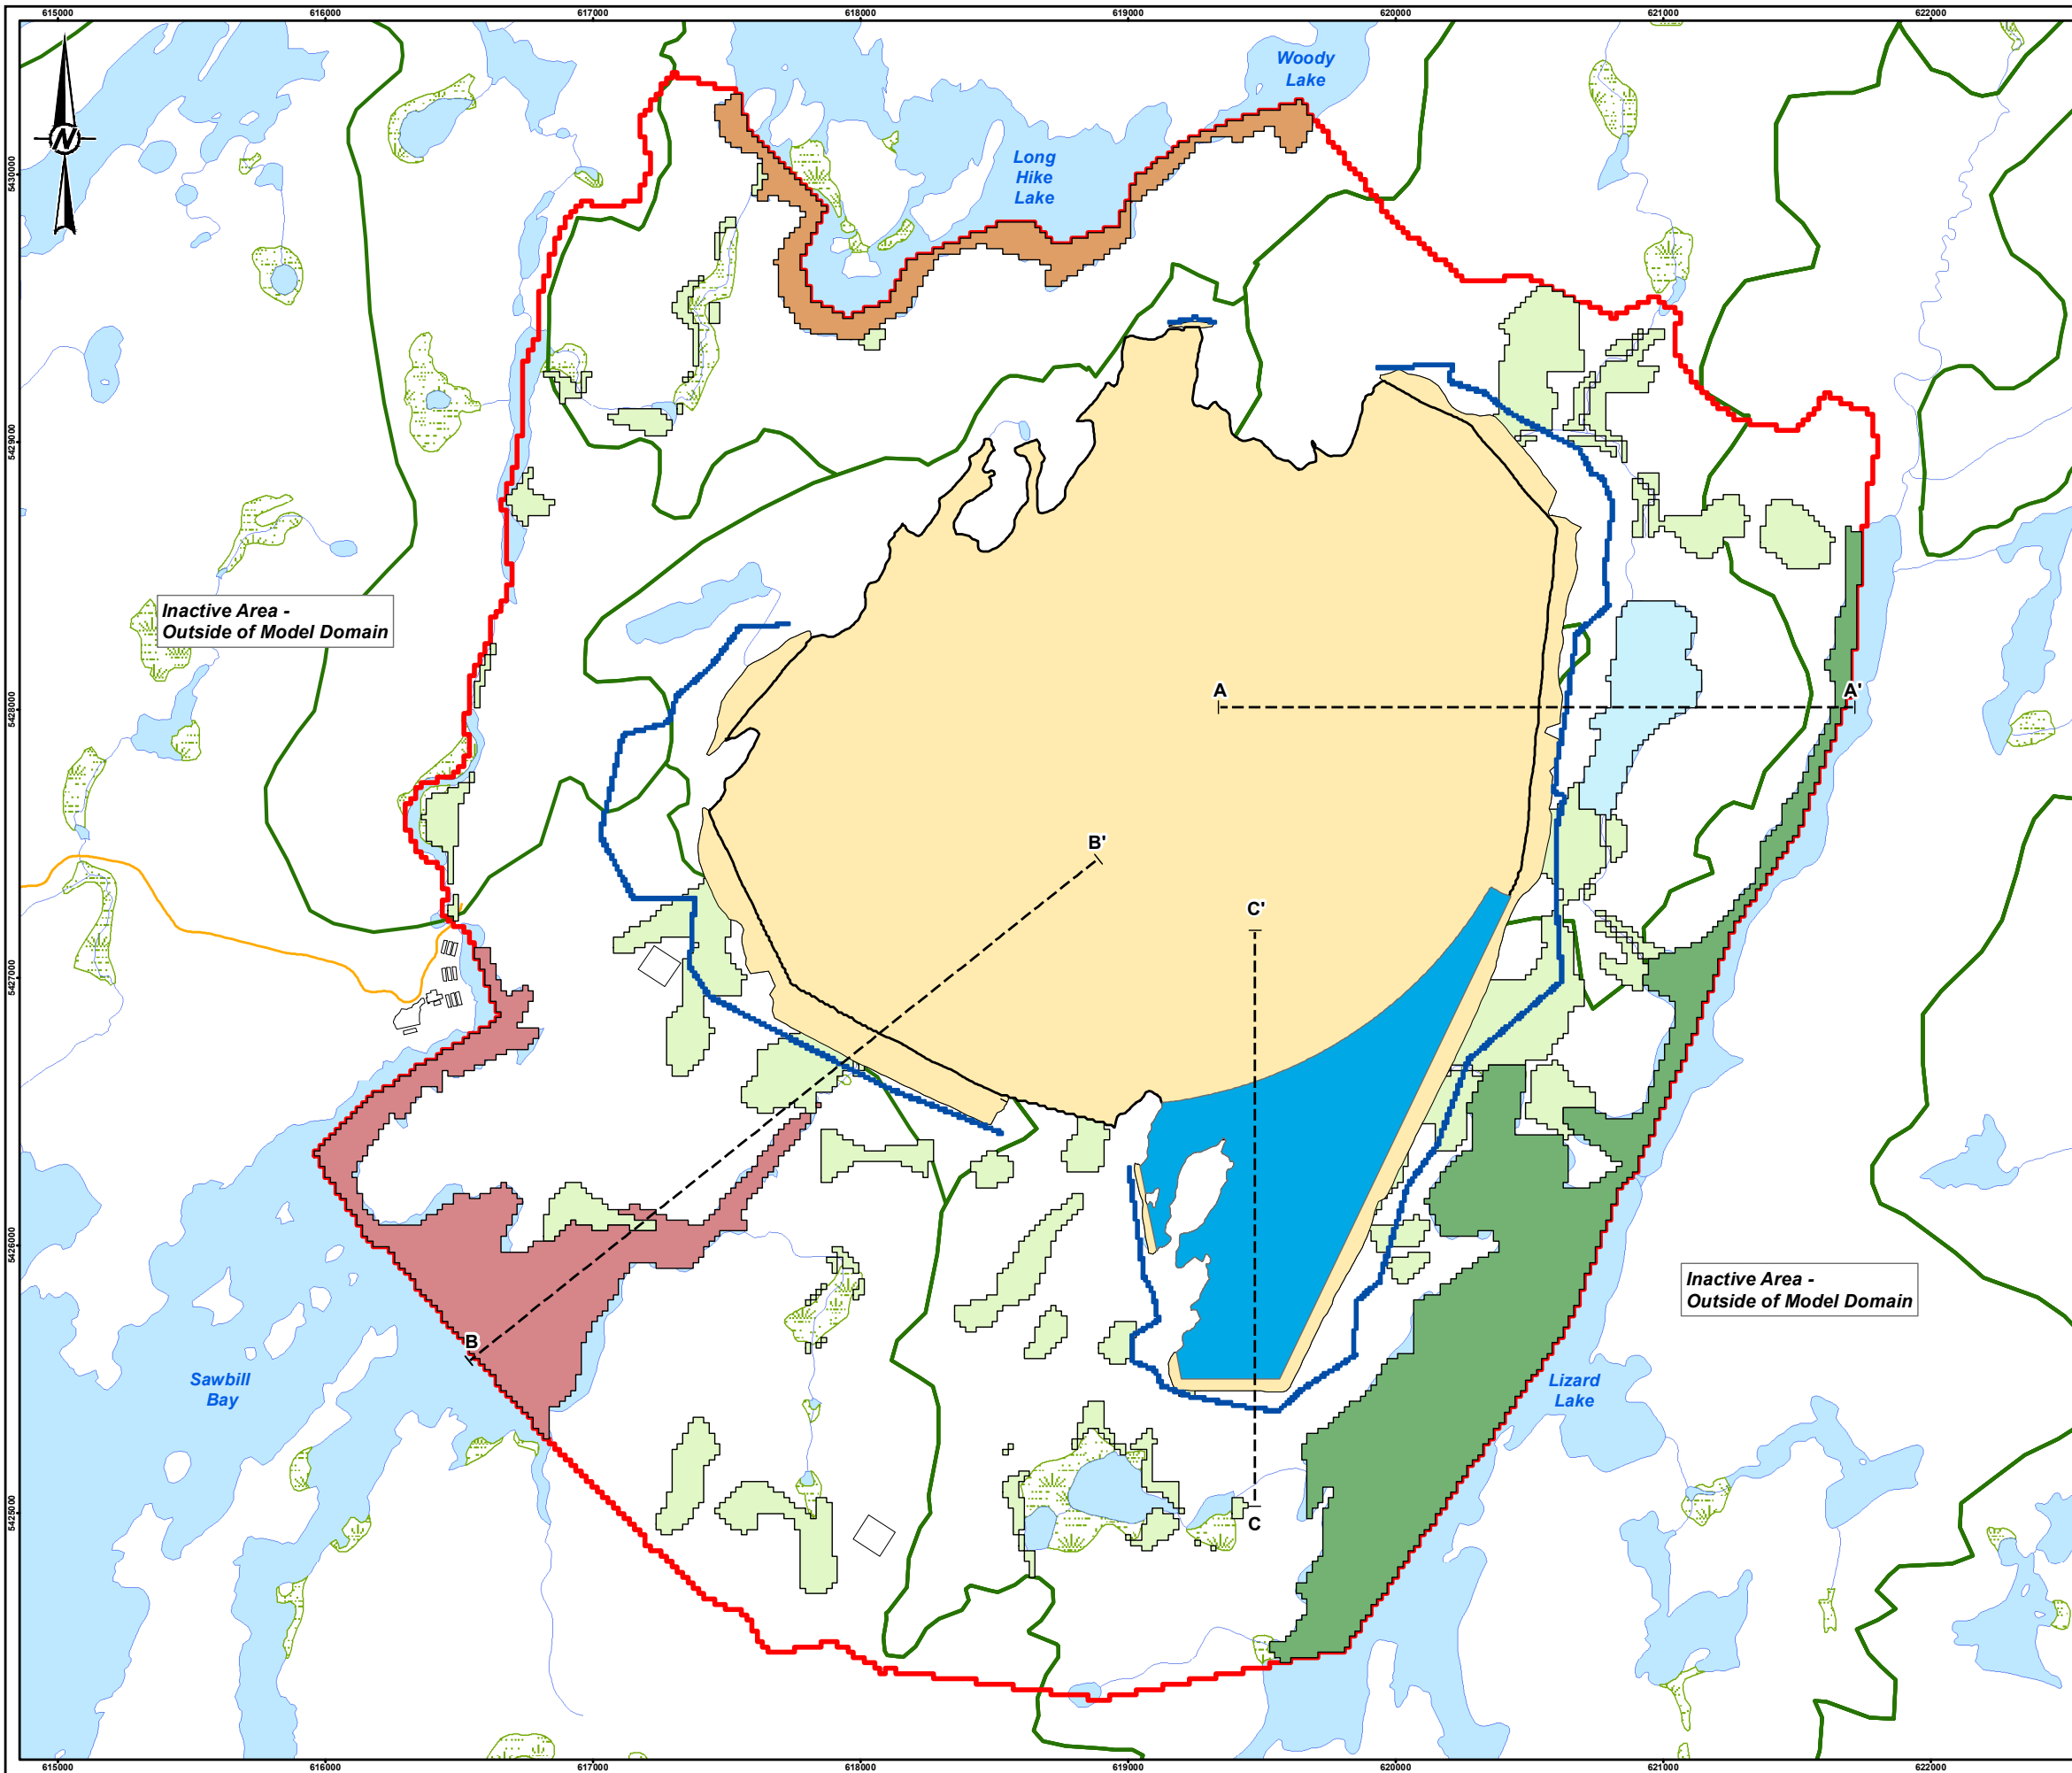 615000 616000 617000 618000 619000 620000 621000 622000
N
Woody
Lake
Long
Hike
Lake
5430000
5429000
Inactive Area -
Outside of Model Domain
5428000
A A'
B'
C'
5427000
5426000
Inactive Area -
Outside of Model Domain
B
Sawbill
Bay
Lizard
Lake
5425000
C
615000 616000 617000 618000 619000 620000 621000 622000